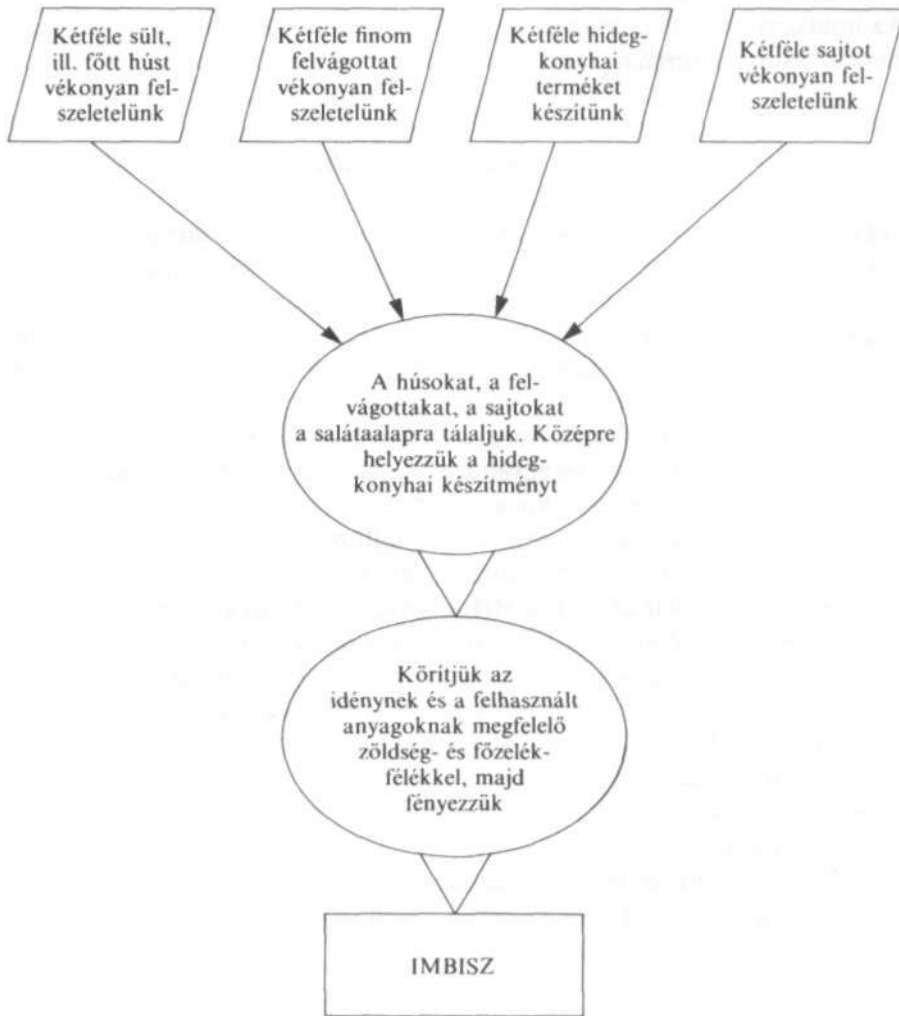 Kétféle sült,
ill. főtt húst
vékonyan fel-
szeletelünk
Kétféle finom
felvágottat
vékonyan fel-
szeletelünk
Kétféle hideg-
konyhai
terméket
készítünk
Kétféle sajtot
vékonyan fel-
szeletelünk
A húsokat, a fel-
vágottakat, a sajtokat
a salátaalapra tálaljuk. Középre
helyezzük a hideg-
konyhai készítményt
Körítjük az
idénynek és a felhasznált
anyagoknak megfelelő
zöldség- és főzelék-
félékkel, majd
fényezzük
IMBISZ